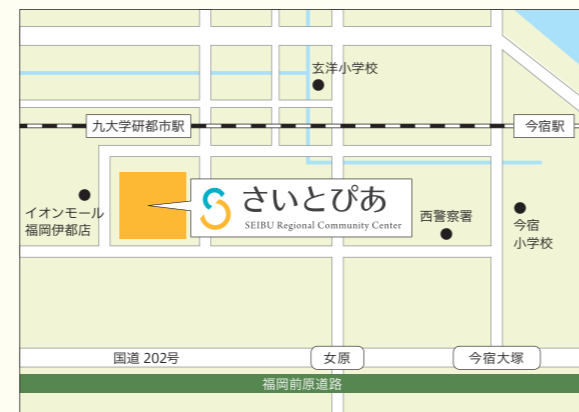 玄洋小学校
九大学研都市駅
今宿駅
さいとぴあ
SEIBU Regional Community Center
イオンモール
福岡伊都店
西警察署
今宿
小学校
国道 202号
女原
今宿大塚
福岡前原道路